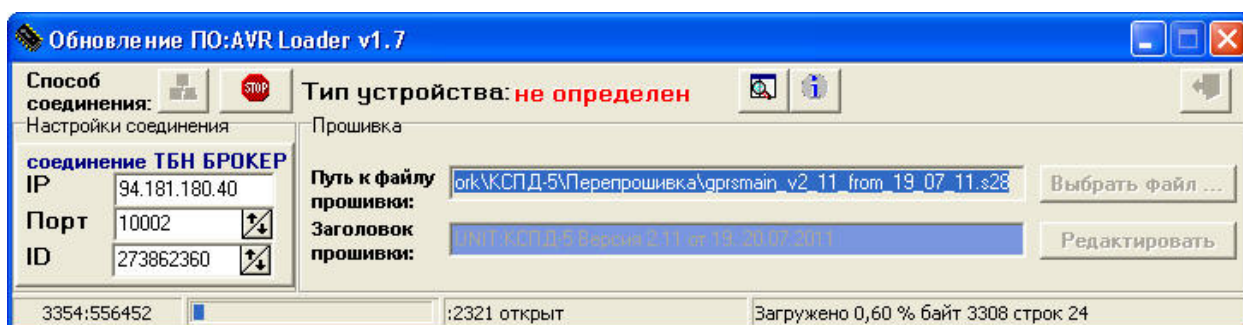 Обновление ПО:AVR Loader v1.7
Способ соединения:
STOP
Тип устройства: не определен
Настройки соединения
соединение ТБН БРОКЕР
IP 94.181.180.40
Порт 10002
ID 273862360
Прошивка
Путь к файлу прошивки:
ork\КСПД-5\Перепрошивка\gprsmain_v2_11_from_19_07_11.s28
Выбрать файл ...
Заголовок прошивки:
UNIT:КСПД-5 Версия 2.11 от 19, 20.07.2011
Редактировать
3354:556452
:2321 открыт
Загружено 0,60 % байт 3308 строк 24